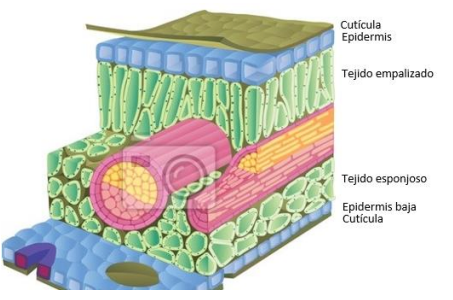 Cutícula
Epidermis
Tejido empalizado
Tejido esponjoso
Epidermis baja
Cutícula